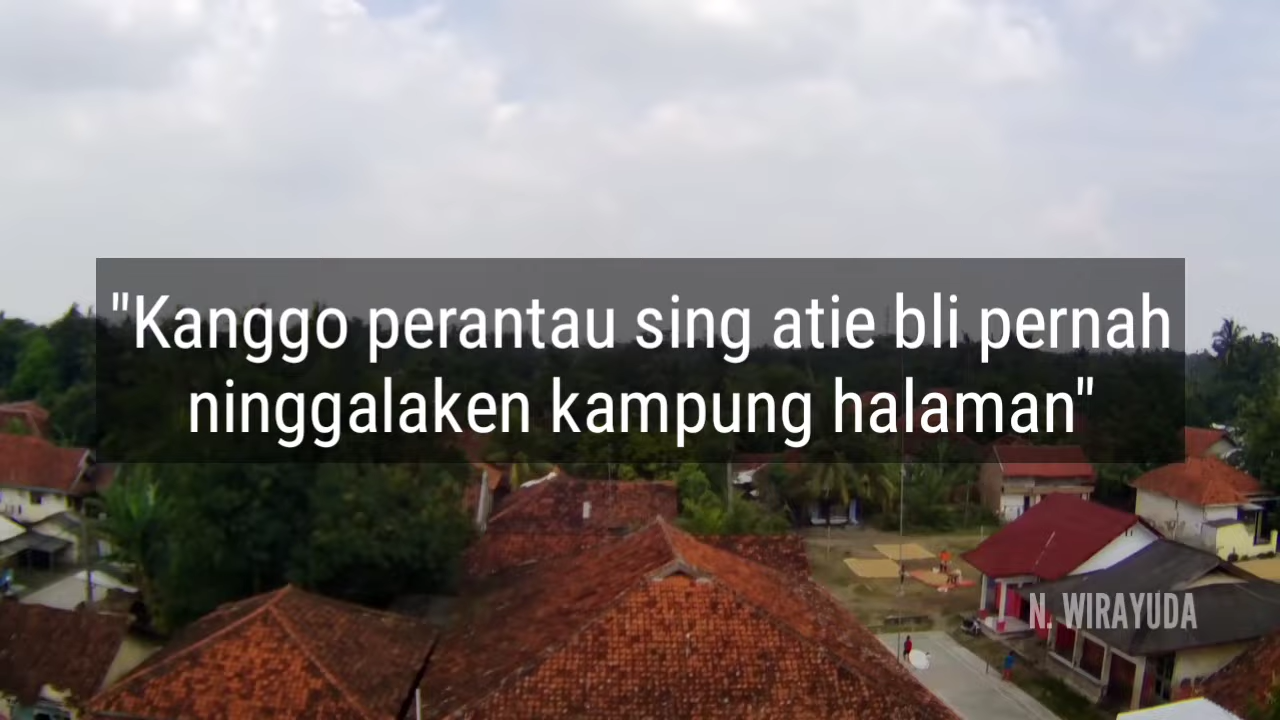 "Kanggo perantau sing atie bli pernah
ninggalaken kampung halaman"
N. WIRAYUDA